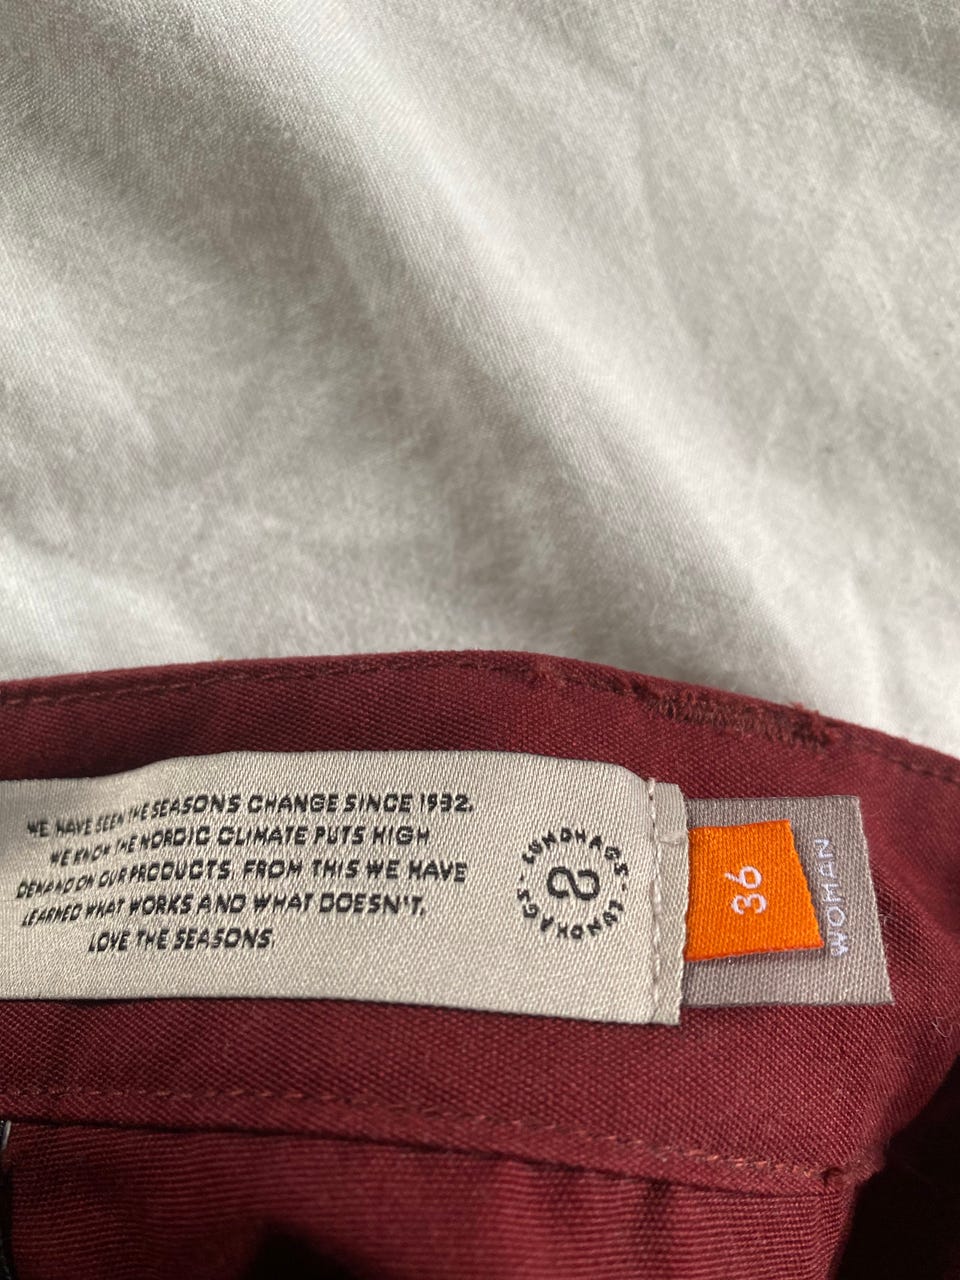 WE HAVE SEEN THE SEASONS CHANGE SINCE 1932.
WE KNOW THE NORDIC CLIMATE PUTS HIGH
DEMAND ON OUR PRODUCTS. FROM THIS WE HAVE
LEARNED WHAT WORKS AND WHAT DOESN'T.
LOVE THE SEASONS.
LUNDHAGS - LUNDHAGS -
36
WOMAN